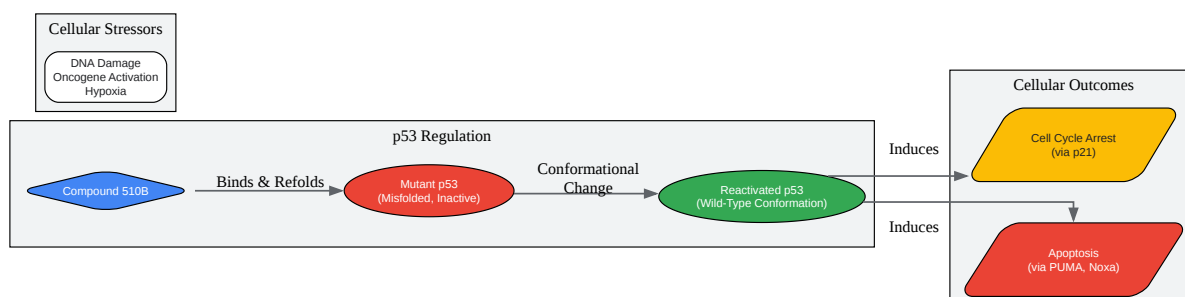 Cellular Stressors
DNA Damage
Oncogene Activation
Hypoxia
p53 Regulation
Compound 510B
Binds & Refolds
Mutant p53
(Misfolded, Inactive)
Conformational
Change
Reactivated p53
(Wild-Type Conformation)
Induces
Induces
Cellular Outcomes
Cell Cycle Arrest
(via p21)
Apoptosis
(via PUMA, Noxa)